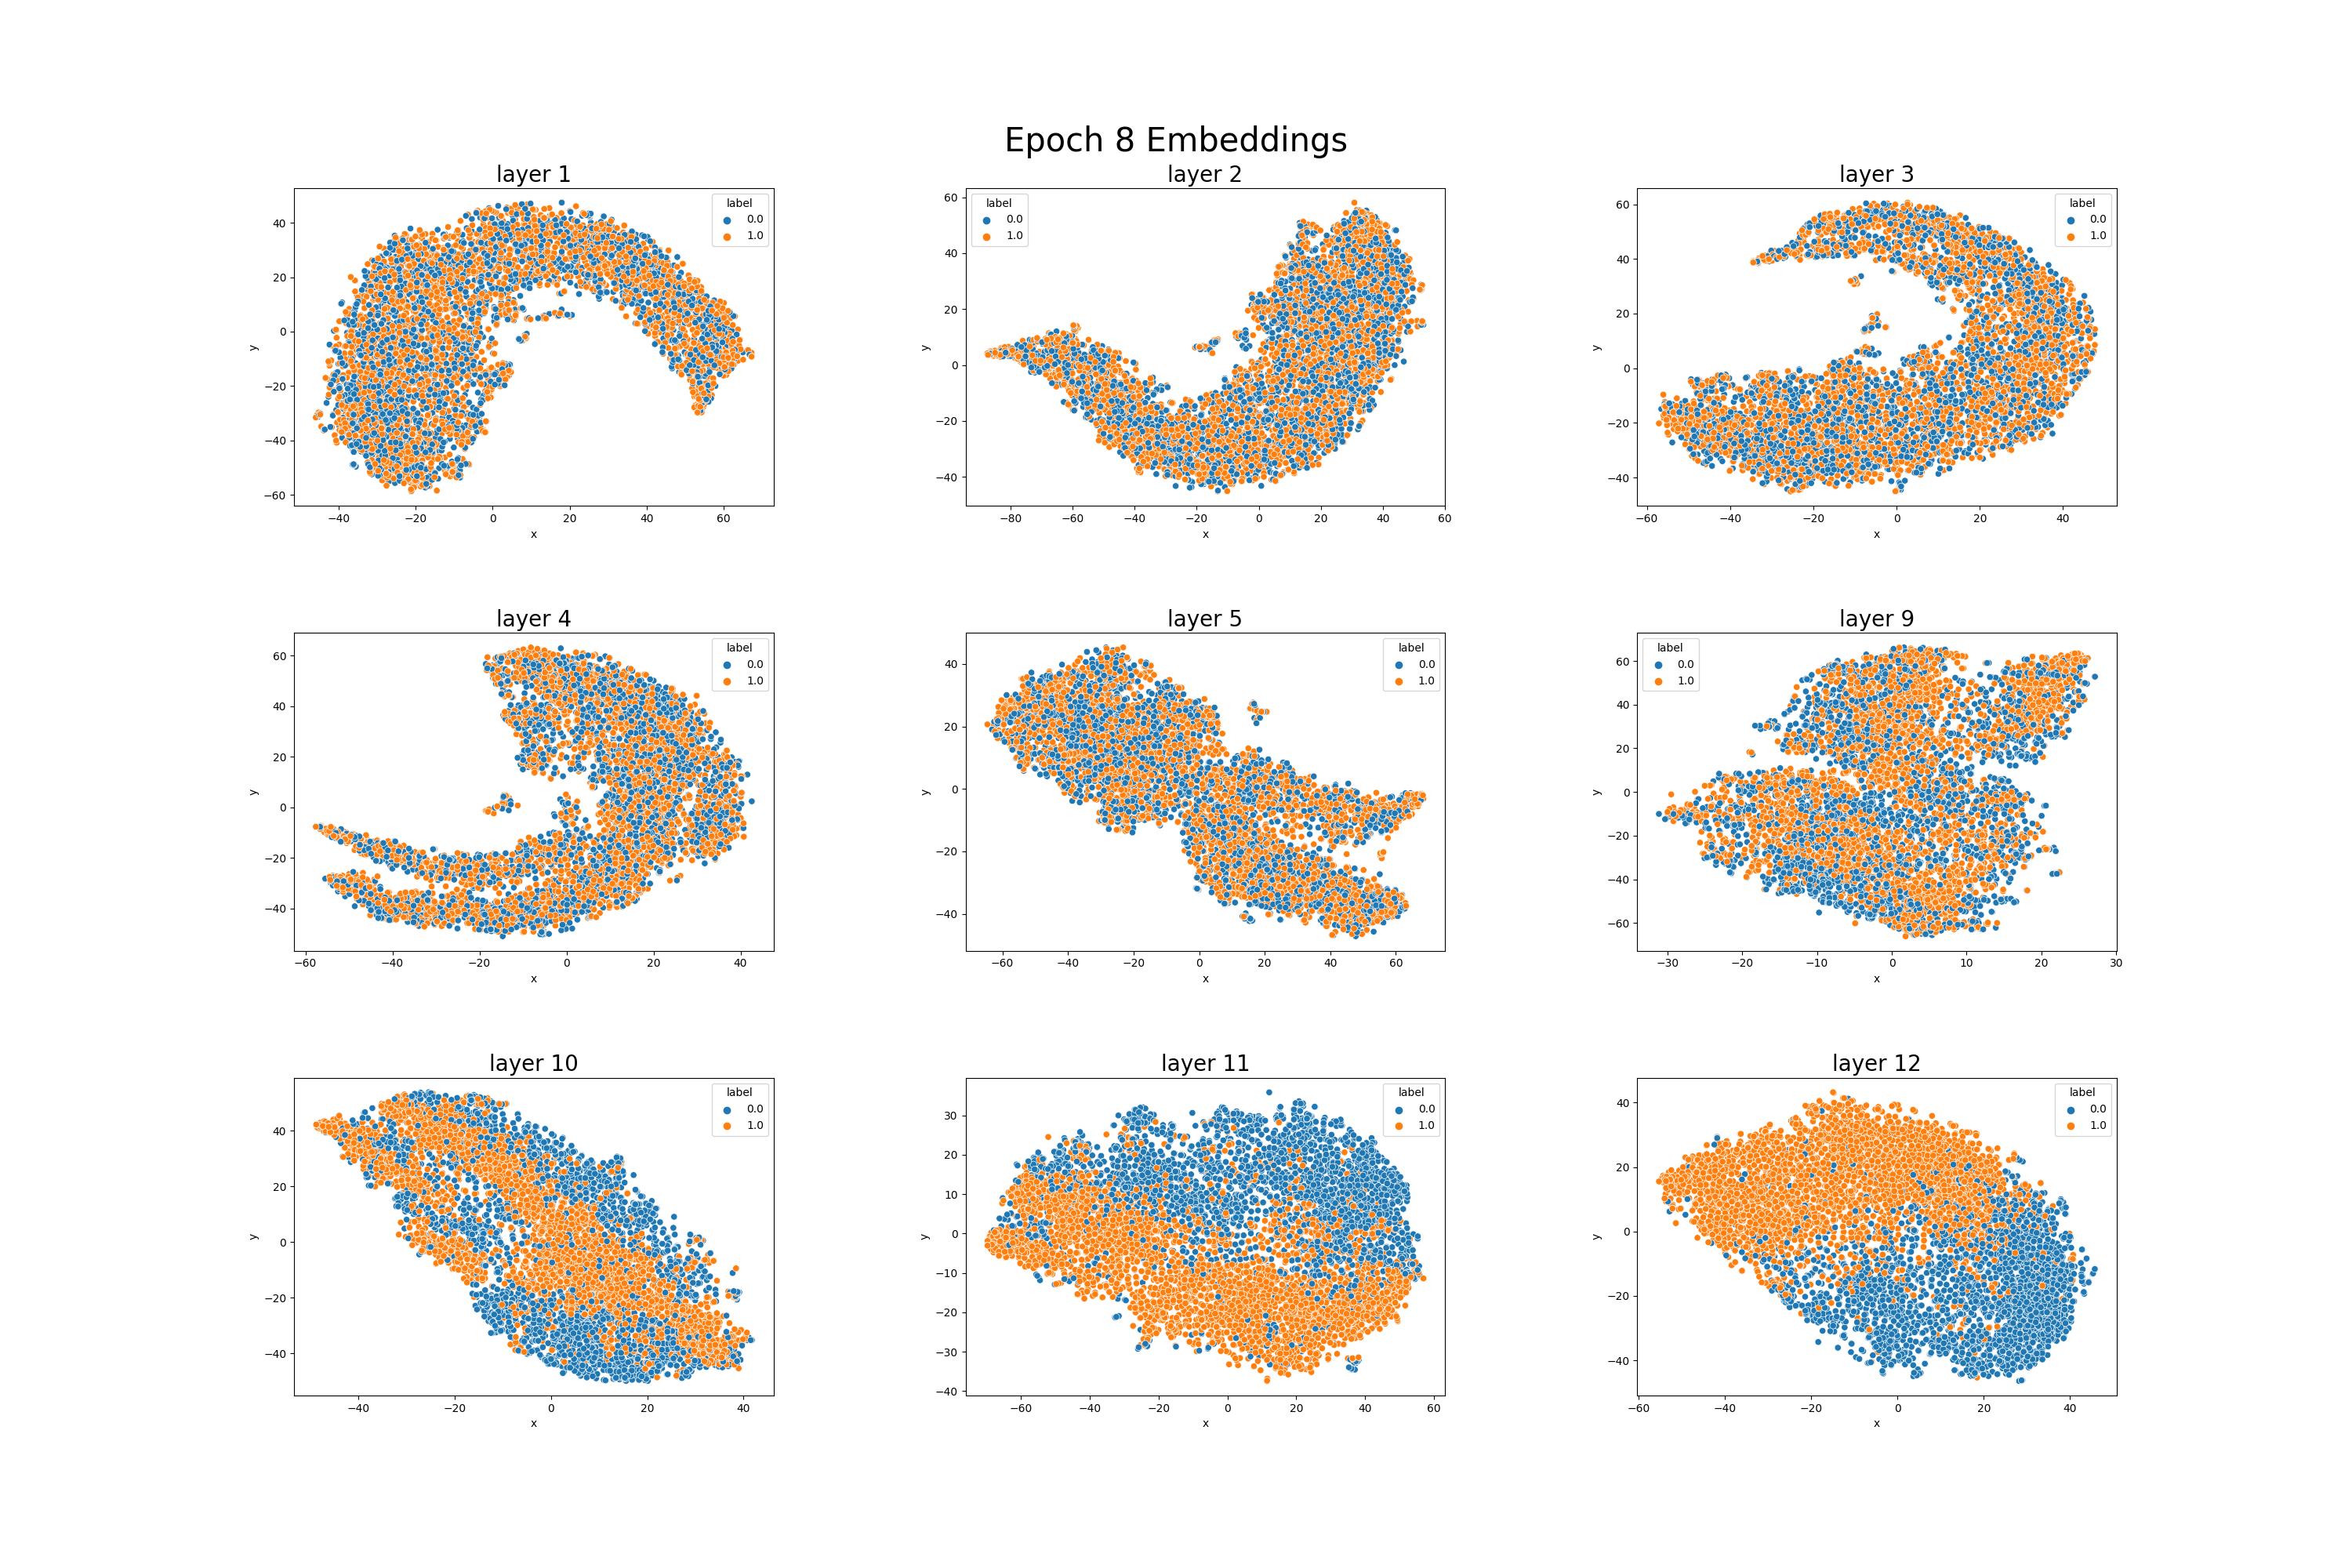 Epoch 8 Embeddings
layer 1
label
0.0
1.0
40
20
0
−20
−40
−60
y
−40 −20 0 20 40 60
x
layer 2
label
0.0
1.0
60
40
20
0
−20
−40
y
−80 −60 −40 −20 0 20 40 60
x
layer 3
label
0.0
1.0
60
40
20
0
−20
−40
y
−60 −40 −20 0 20 40
x
layer 4
label
0.0
1.0
60
40
20
0
−20
−40
y
−60 −40 −20 0 20 40
x
layer 5
label
0.0
1.0
40
20
0
−20
−40
y
−60 −40 −20 0 20 40 60
x
layer 9
label
0.0
1.0
60
40
20
0
−20
−40
−60
y
−30 −20 −10 0 10 20 30
x
layer 10
label
0.0
1.0
40
20
0
−20
−40
y
−40 −20 0 20 40
x
layer 11
label
0.0
1.0
30
20
10
0
−10
−20
−30
−40
y
−60 −40 −20 0 20 40 60
x
layer 12
label
0.0
1.0
40
20
0
−20
−40
y
−60 −40 −20 0 20 40
x